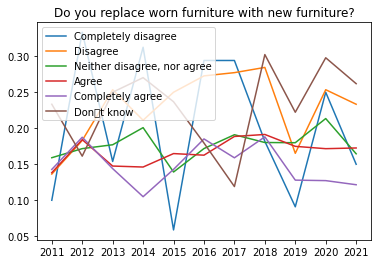 Do you replace worn furniture with new furniture?
Completely disagree
Disagree
Neither disagree, nor agree
Agree
Completely agree
Don▯t know
0.30
0.25
0.20
0.15
0.10
0.05
2011 2012 2013 2014 2015 2016 2017 2018 2019 2020 2021